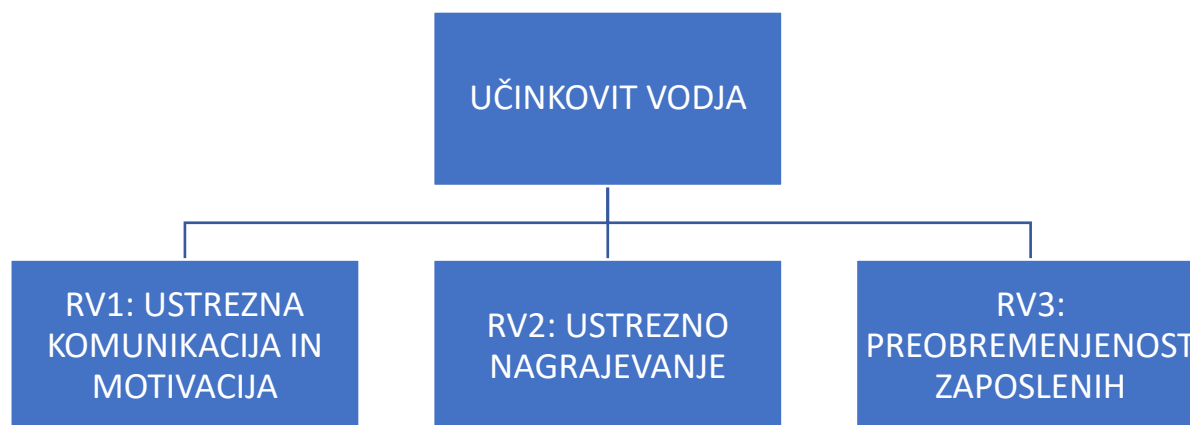 UČINKOVIT VODJA
RV1: USTREZNA
KOMUNIKACIJA IN
MOTIVACIJA
RV2: USTREZNO
NAGRAJEVANJE
RV3:
PREOBREMENJENOST
ZAPOSLENIH